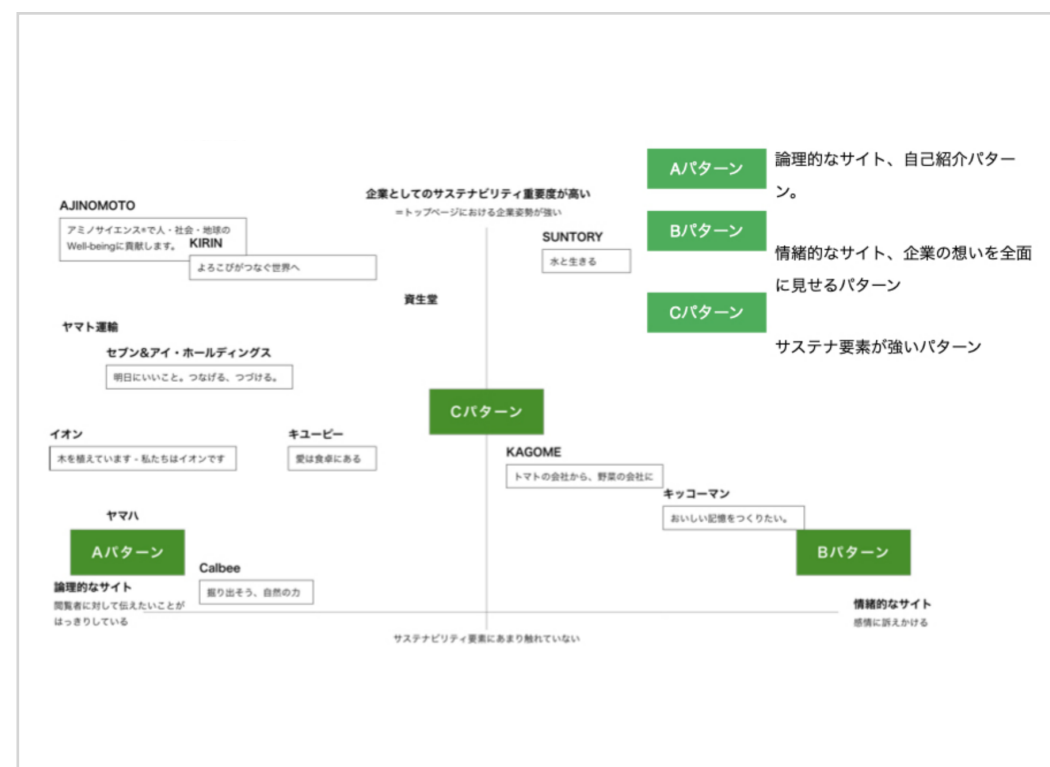 Aパターン
論理的なサイト、自己紹介パター
ン。
Bパターン
情緒的なサイト、企業の想いを全面
に見せるパターン
Cパターン
サステナ要素が強いパターン
企業としてのサステナビリティ重要度が高い
＝トップページにおける企業姿勢が強い
AJINOMOTO
アミノサイエンス®で人・社会・地球の
Well-beingに貢献します。
KIRIN
よろこびがつなぐ世界へ
SUNTORY
水と生きる
資生堂
ヤマト運輸
セブン&アイ・ホールディングス
明日にいいこと。つなげる、つづける。
Cパターン
イオン
木を植えています - 私たちはイオンです
キユーピー
愛は食卓にある
KAGOME
トマトの会社から、野菜の会社に
キッコーマン
おいしい記憶をつくりたい。
ヤマハ
Aパターン
Bパターン
Calbee
掘り出そう、自然の力
論理的なサイト
閲覧者に対して伝えたいことが
はっきりしている
情緒的なサイト
感情に訴えかける
サステナビリティ要素にあまり触れていない